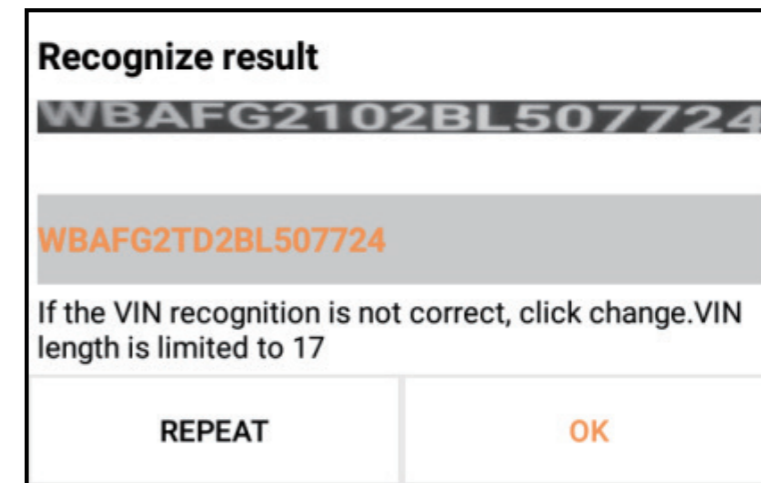 Recognize result
WBAFG2102BL507724
WBAFG2TD2BL507724
If the VIN recognition is not correct, click change.VIN
length is limited to 17
REPEAT
OK